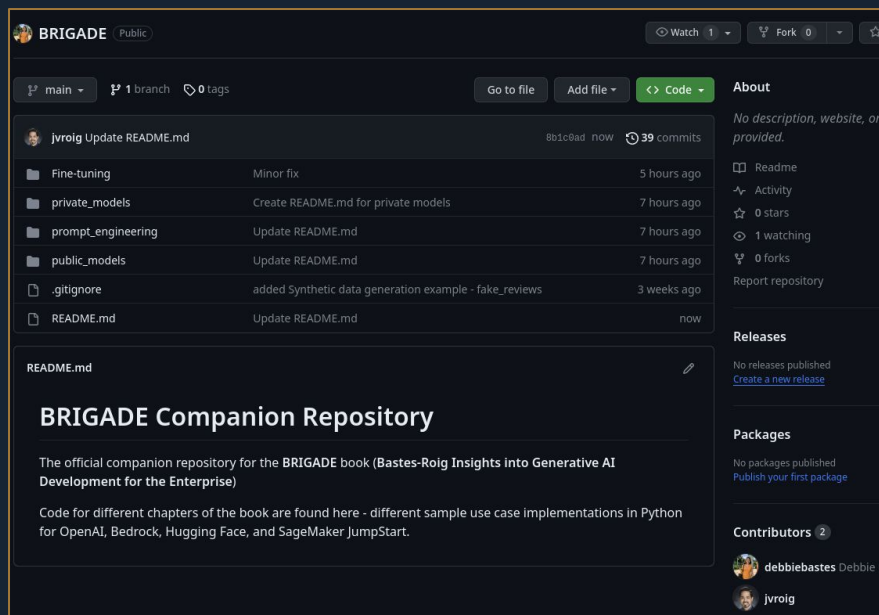 BRIGADE Public
Watch 1
Fork 0
main
1 branch
0 tags
Go to file
Add file
<> Code
jvroig Update README.md
8b1c0ad now
39 commits
Fine-tuning Minor fix 5 hours ago
private_models Create README.md for private models 7 hours ago
prompt_engineering Update README.md 7 hours ago
public_models Update README.md 7 hours ago
.gitignore added Synthetic data generation example - fake_reviews 3 weeks ago
README.md Update README.md now
README.md
BRIGADE Companion Repository
The official companion repository for the BRIGADE book (Bastes-Roig Insights into Generative AI
Development for the Enterprise)
Code for different chapters of the book are found here - different sample use case implementations in Python
for OpenAI, Bedrock, Hugging Face, and SageMaker JumpStart.
About
No description, website, or
provided.
Readme
Activity
0 stars
1 watching
0 forks
Report repository
Releases
No releases published
Create a new release
Packages
No packages published
Publish your first package
Contributors 2
debbiebastes Debbie
jvroig